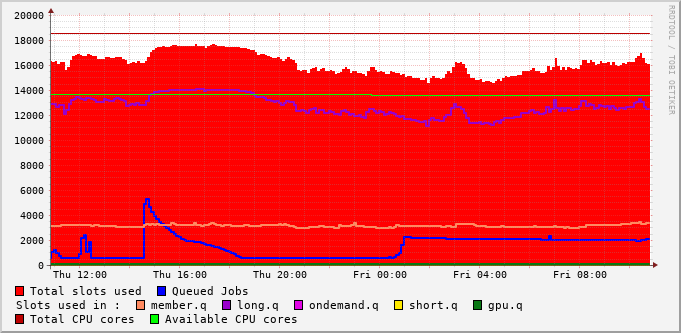 20000
18000
16000
14000
12000
10000
8000
6000
4000
2000
0
Thu 12:00 Thu 16:00 Thu 20:00 Fri 00:00 Fri 04:00 Fri 08:00
Total slots used Queued Jobs
Slots used in : member.q long.q ondemand.q short.q gpu.q
Total CPU cores Available CPU cores
RRDTOOL / TOBI OETIKER